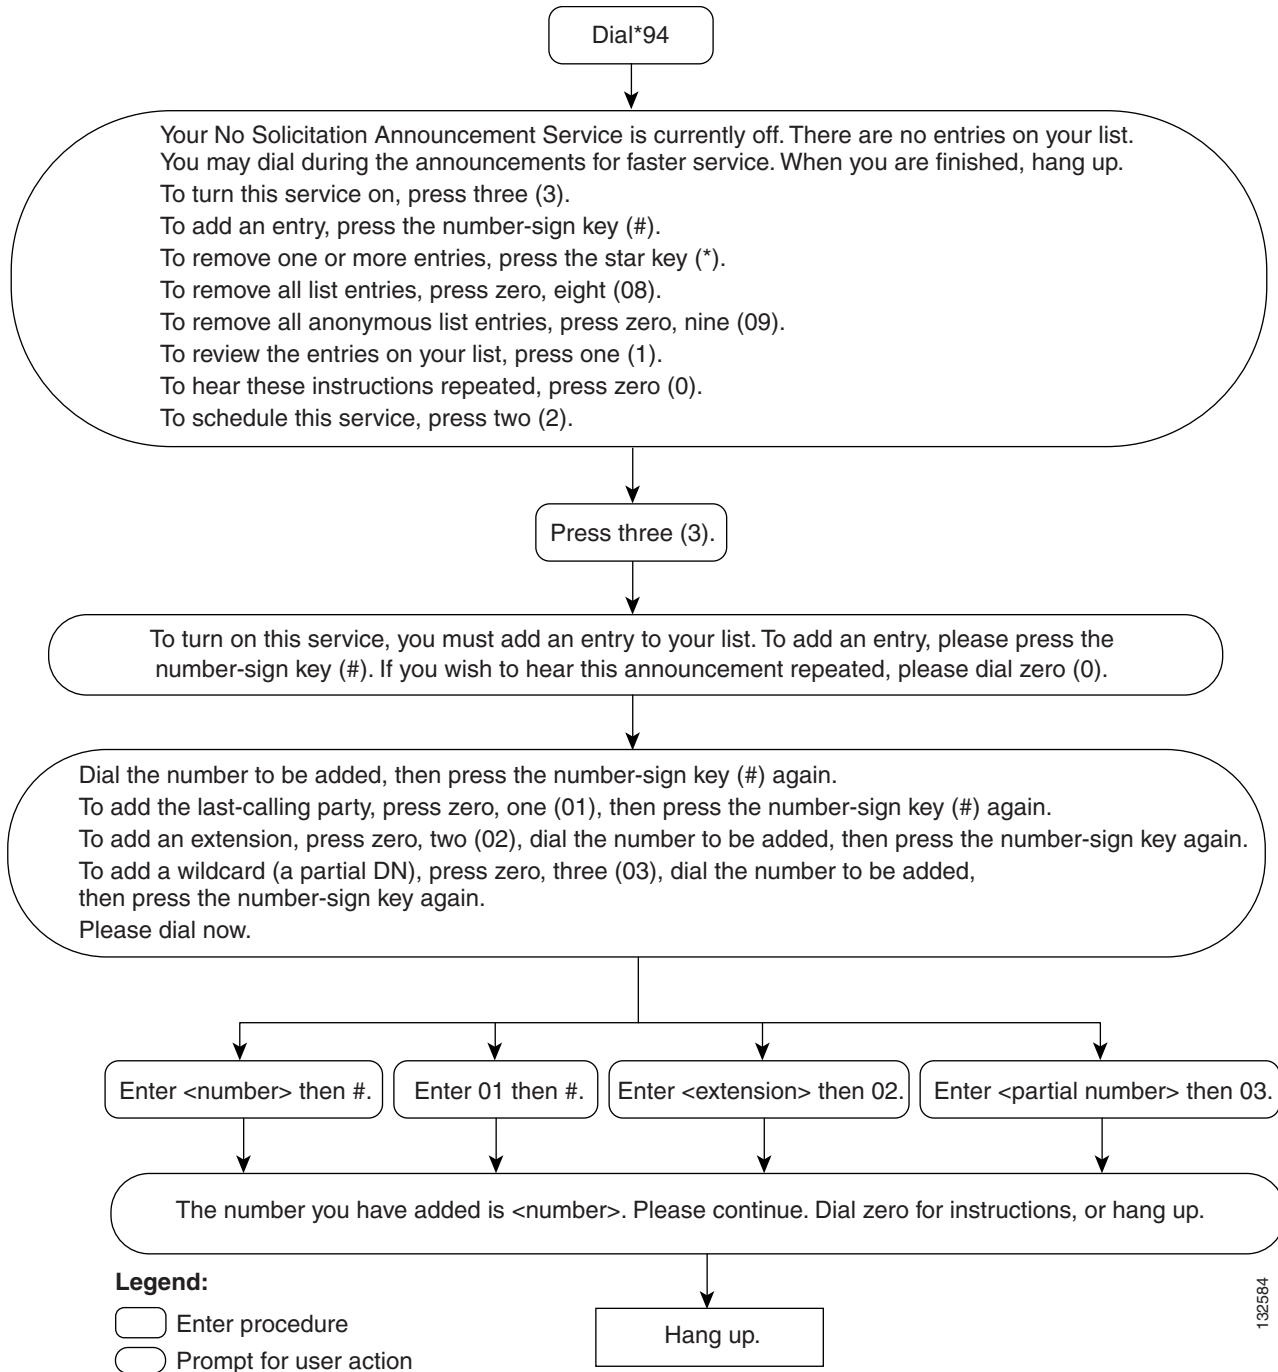 Dial*94
Your No Solicitation Announcement Service is currently off. There are no entries on your list.
You may dial during the announcements for faster service. When you are finished, hang up.
To turn this service on, press three (3).
To add an entry, press the number-sign key (#).
To remove one or more entries, press the star key (*).
To remove all list entries, press zero, eight (08).
To remove all anonymous list entries, press zero, nine (09).
To review the entries on your list, press one (1).
To hear these instructions repeated, press zero (0).
To schedule this service, press two (2).
Press three (3).
To turn on this service, you must add an entry to your list. To add an entry, please press the
number-sign key (#). If you wish to hear this announcement repeated, please dial zero (0).
Dial the number to be added, then press the number-sign key (#) again.
To add the last-calling party, press zero, one (01), then press the number-sign key (#) again.
To add an extension, press zero, two (02), dial the number to be added, then press the number-sign key again.
To add a wildcard (a partial DN), press zero, three (03), dial the number to be added,
then press the number-sign key again.
Please dial now.
Enter <number> then #.
Enter 01 then #.
Enter <extension> then 02.
Enter <partial number> then 03.
The number you have added is <number>. Please continue. Dial zero for instructions, or hang up.
Legend:
Enter procedure
Prompt for user action
Hang up.
132584